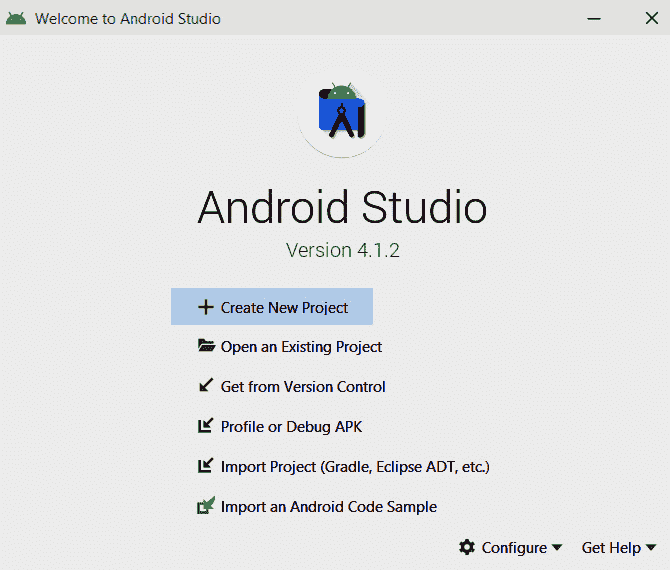 Welcome to Android Studio
Android Studio
Version 4.1.2
Create New Project
Open an Existing Project
Get from Version Control
Profile or Debug APK
Import Project (Gradle, Eclipse ADT, etc.)
Import an Android Code Sample
Configure Get Help